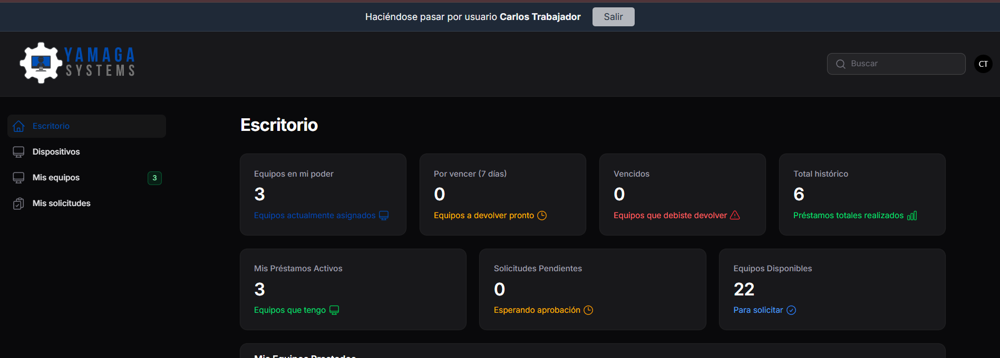 Haciéndose pasar por usuario Carlos Trabajador Salir
YAMAGA
SYSTEMS
Buscar
CT
Escritorio
Dispositivos
Mis equipos 3
Mis solicitudes
Escritorio
Equipos en mi poder
3
Equipos actualmente asignados
Por vencer (7 días)
0
Equipos a devolver pronto
Vencidos
0
Equipos que debiste devolver
Total histórico
6
Préstamos totales realizados
Mis Préstamos Activos
3
Equipos que tengo
Solicitudes Pendientes
0
Esperando aprobación
Equipos Disponibles
22
Para solicitar
Mis Equipos Prestados